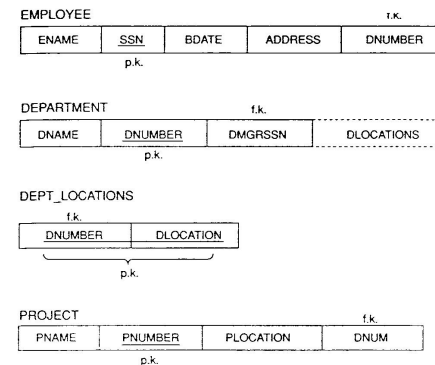 EMPLOYEE
f.k.
ENAME SSN BDATE ADDRESS DNUMBER
p.k.
DEPARTMENT
f.k.
DNAME DNUMBER DMGRSSN DLOCATIONS
p.k.
DEPT_LOCATIONS
f.k.
DNUMBER DLOCATION
p.k.
PROJECT
f.k.
PNAME PNUMBER PLOCATION DNUM
p.k.